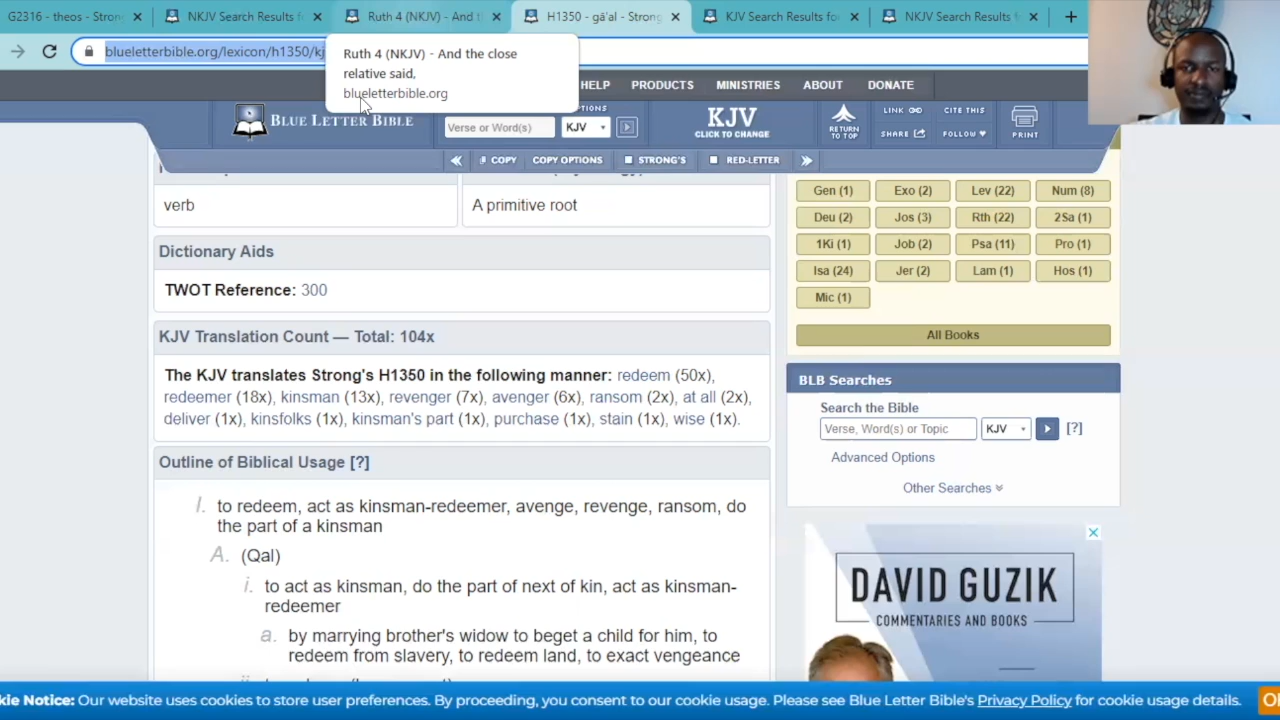 G2316 - theos - Strong
NKJV Search Results f
Ruth 4 (NKJV) - And t
H1350 - gā'al - Strong
KJV Search Results fo
NKJV Search Results f
blueletterbible.org/lexicon/h1350/kj
Ruth 4 (NKJV) - And the close
relative said,
blueletterbible.org
HELP
PRODUCTS
MINISTRIES
ABOUT
DONATE
BLUE LETTER BIBLE
TIONS
Verse or Word(s)
KJV
KJV
CLICK TO CHANGE
RETURN
TO TOP
LINK
CITE THIS
SHARE
FOLLOW
PRINT
COPY
COPY OPTIONS
STRONG'S
RED-LETTER
verb
A primitive root
Dictionary Aids
TWOT Reference: 300
KJV Translation Count — Total: 104x
The KJV translates Strong's H1350 in the following manner: redeem (50x),
redeemer (18x), kinsman (13x), revenger (7x), avenger (6x), ransom (2x), at all (2x),
deliver (1x), kinsfolks (1x), kinsman's part (1x), purchase (1x), stain (1x), wise (1x).
Outline of Biblical Usage [?]
I. to redeem, act as kinsman-redeemer, avenge, revenge, ransom, do
the part of a kinsman
A. (Qal)
i. to act as kinsman, do the part of next of kin, act as kinsman-
redeemer
a. by marrying brother's widow to beget a child for him, to
redeem from slavery, to redeem land, to exact vengeance
Gen (1) Exo (2) Lev (22) Num (8)
Deu (2) Jos (3) Rth (22) 2Sa (1)
1Ki (1) Job (2) Psa (11) Pro (1)
Isa (24) Jer (2) Lam (1) Hos (1)
Mic (1)
All Books
BLB Searches
Search the Bible
Verse, Word(s) or Topic
KJV
[?]
Advanced Options
Other Searches
DAVID GUZIK
COMMENTARIES AND BOOKS
kie Notice: Our website uses cookies to store user preferences. By proceeding, you consent to our cookie usage. Please see Blue Letter Bible's Privacy Policy for cookie usage details.